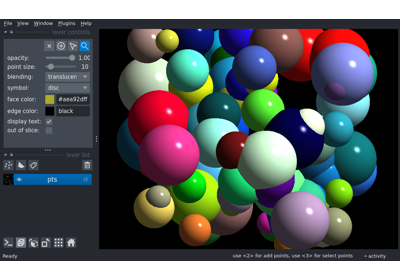 File View Window Plugins Help
layer controls
opacity: 1.00
point size: 10
blending: translucen
symbol: disc
face color: #aea92dff
edge color: black
display text:
out of slice:
layer list
pts
Ready
use <2> for add points, use <3> for select points
activity